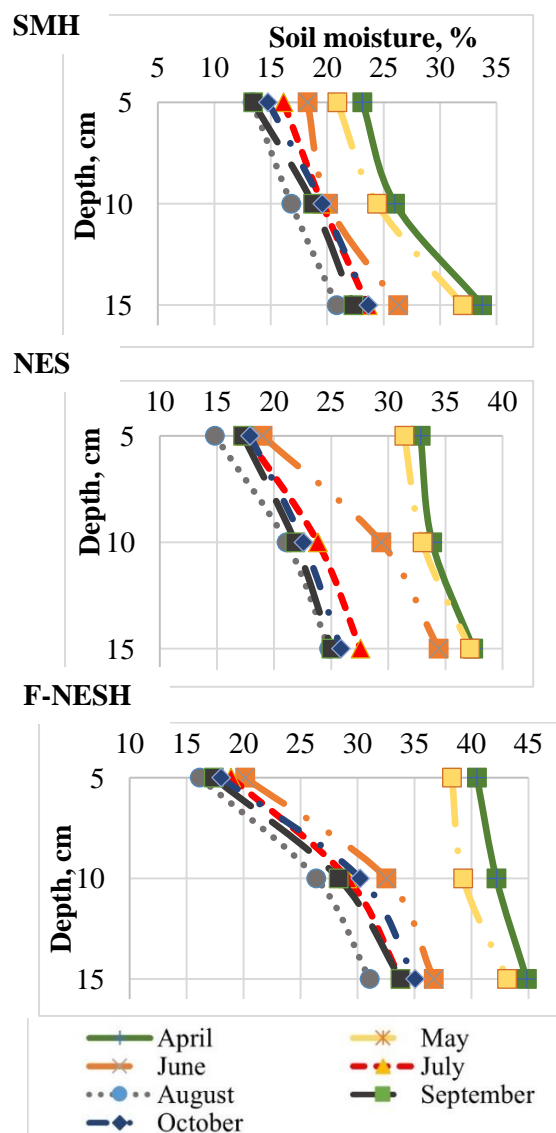 SMH
Soil moisture, %
5 10 15 20 25 30 35
Depth, cm
5
10
15
NES
10 15 20 25 30 35 40
Depth, cm
5
10
15
F-NESH
10 15 20 25 30 35 40 45
Depth, cm
5
10
15
April May
June July
August September
October